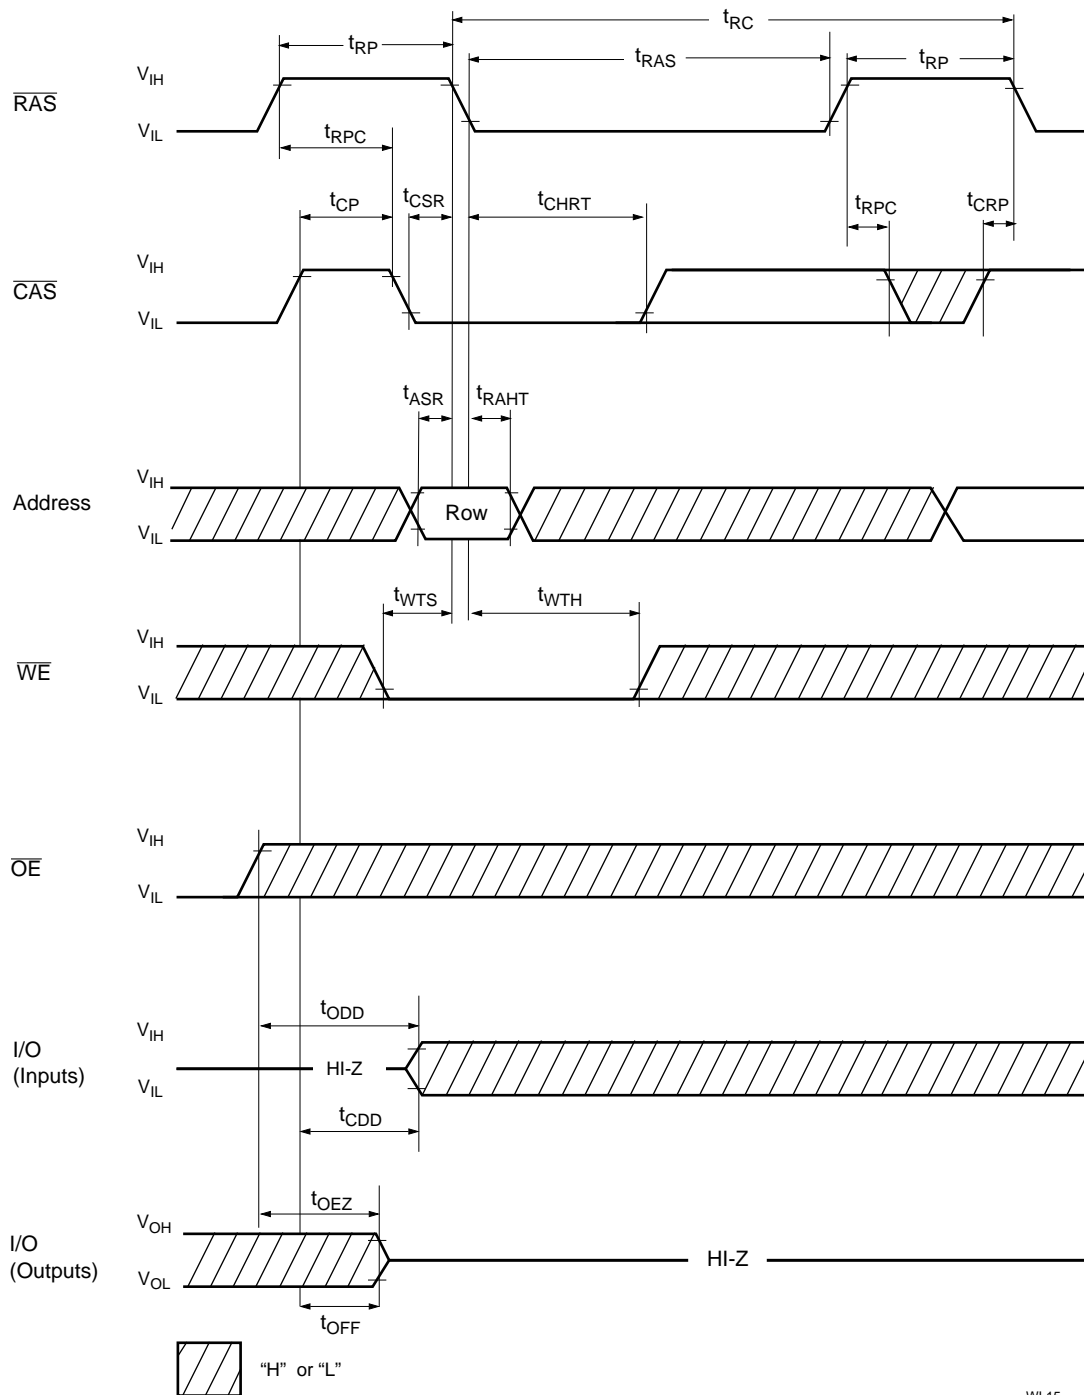 tRC
tRP
tRAS
tRP
VIH
RAS
VIL
tRPC
tCP
tCSR
tCHRT
tRPC
tCRP
VIH
CAS
VIL
tASR
tRAHT
VIH
Address
Row
VIL
tWTS
tWTH
VIH
WE
VIL
VIH
OE
VIL
tODD
VIH
I/O
(Inputs)
HI-Z
VIL
tCDD
tOEZ
VOH
I/O
(Outputs)
HI-Z
VOL
tOFF
“H” or “L”